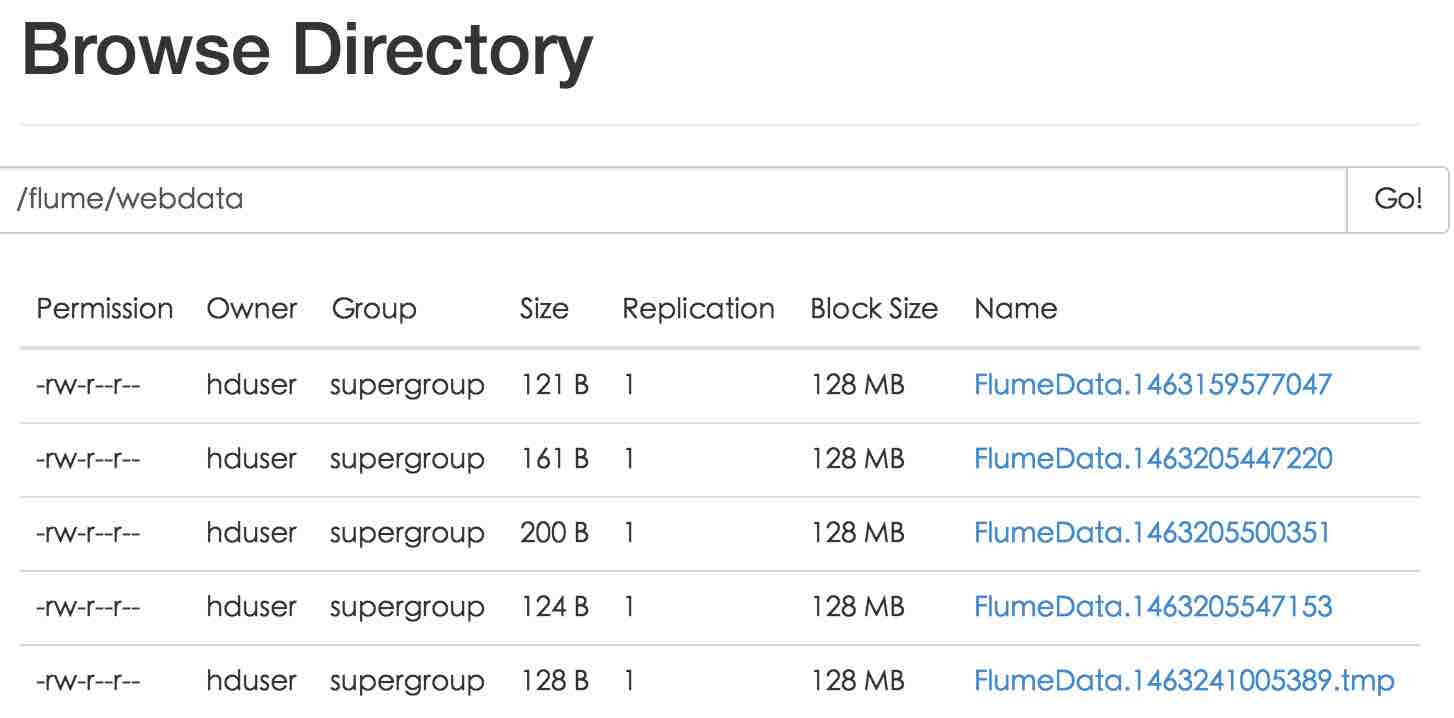 Browse Directory
/flume/webdata Go!
Permission Owner Group Size Replication Block Size Name
-rw-r--r-- hduser supergroup 121 B 1 128 MB FlumeData.1463159577047
-rw-r--r-- hduser supergroup 161 B 1 128 MB FlumeData.1463205447220
-rw-r--r-- hduser supergroup 200 B 1 128 MB FlumeData.1463205500351
-rw-r--r-- hduser supergroup 124 B 1 128 MB FlumeData.1463205547153
-rw-r--r-- hduser supergroup 128 B 1 128 MB FlumeData.1463241005389.tmp